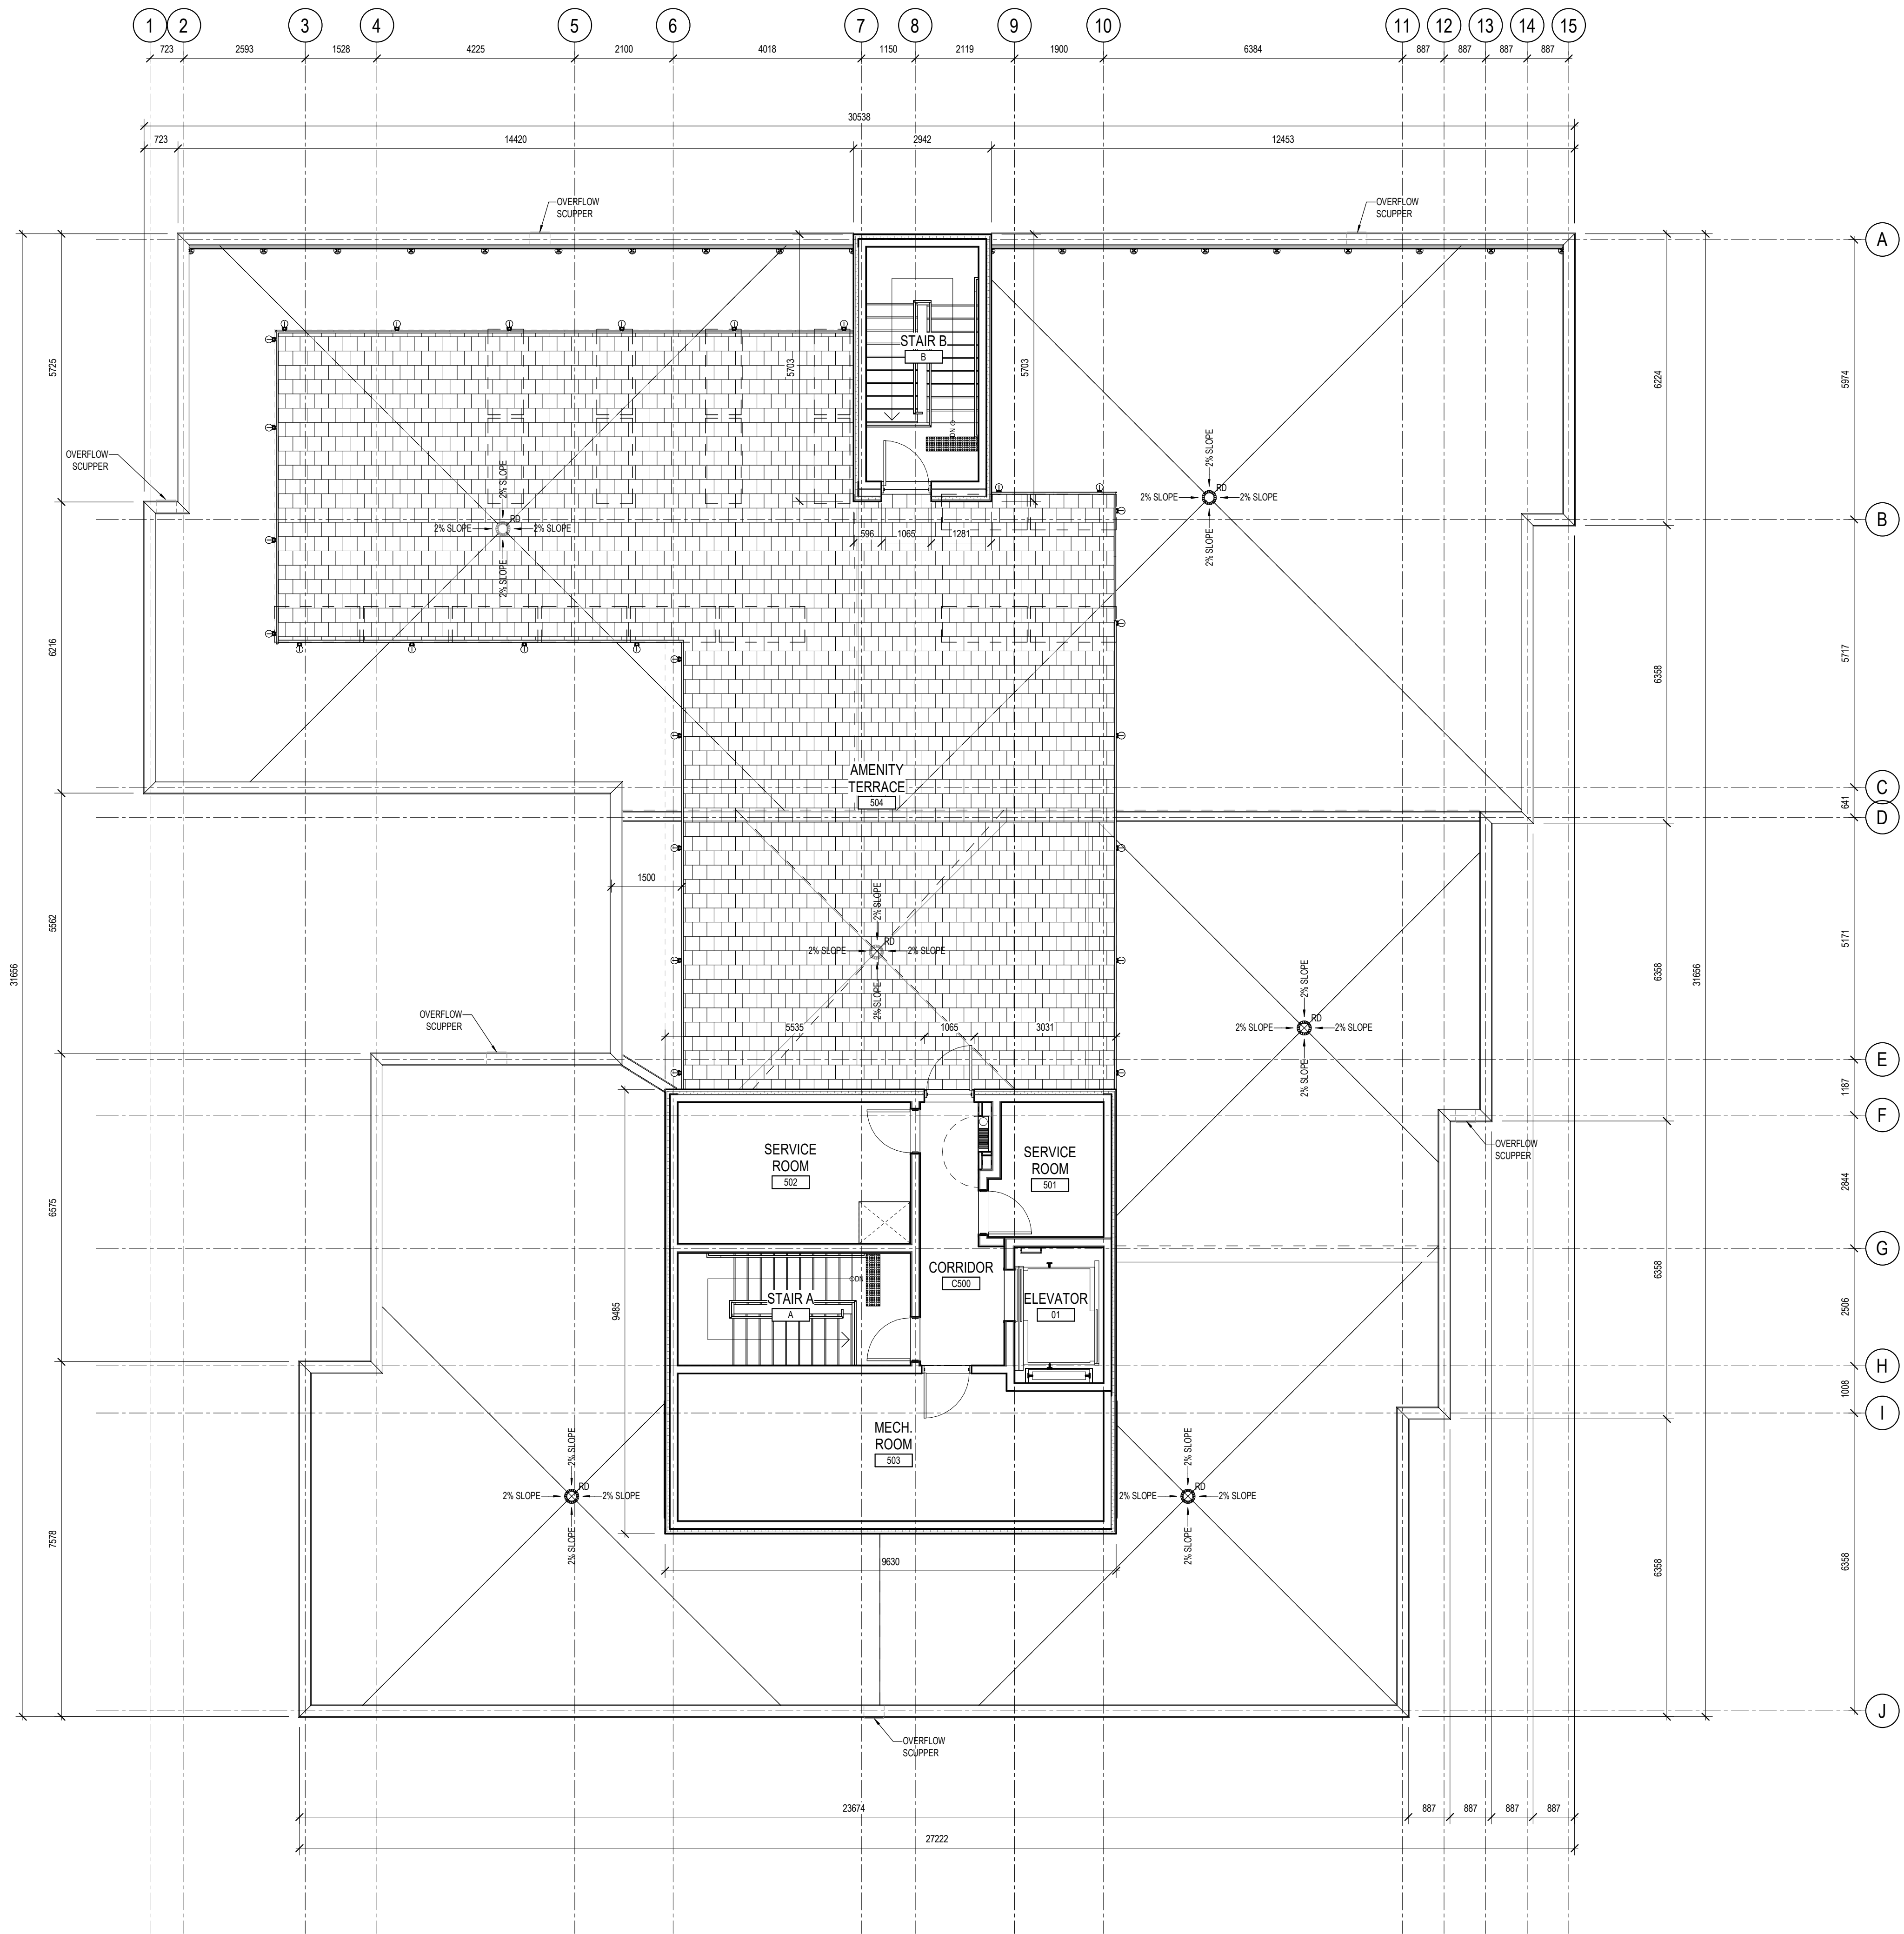 1 2 3 4 5 6 7 8 9 10 11 12 13 14 15
723 2593 1528 4225 2100 4018 1150 2119 1900 6384 887 887 887 887
30538
723 14420 2942 12453
OVERFLOW
SCUPPER
OVERFLOW
SCUPPER
A
STAIR B
B
DN
5703
5703
5725
6224
5974
OVERFLOW
SCUPPER
2% SLOPE
RD
2% SLOPE
2% SLOPE
2% SLOPE
2% SLOPE
RD
2% SLOPE
2% SLOPE
2% SLOPE
B
596 1065 1281
6216
6358
5717
AMENITY
TERRACE
504
C
641
D
1500
5562
31656
2% SLOPE
RD
2% SLOPE
2% SLOPE
2% SLOPE
6358
31656
5171
2% SLOPE
RD
2% SLOPE
2% SLOPE
2% SLOPE
OVERFLOW
SCUPPER
5535 1065 3031
E
1187
F
OVERFLOW
SCUPPER
SERVICE
ROOM
502
SERVICE
ROOM
501
6575
2844
G
CORRIDOR
C500
6358
STAIR A
A
DN
ELEVATOR
01
9485
2506
H
1008
I
MECH.
ROOM
503
2% SLOPE
RD
2% SLOPE
2% SLOPE
2% SLOPE
2% SLOPE
RD
2% SLOPE
2% SLOPE
2% SLOPE
7578
9630
6358
6358
J
OVERFLOW
SCUPPER
23674 887 887 887 887
27222